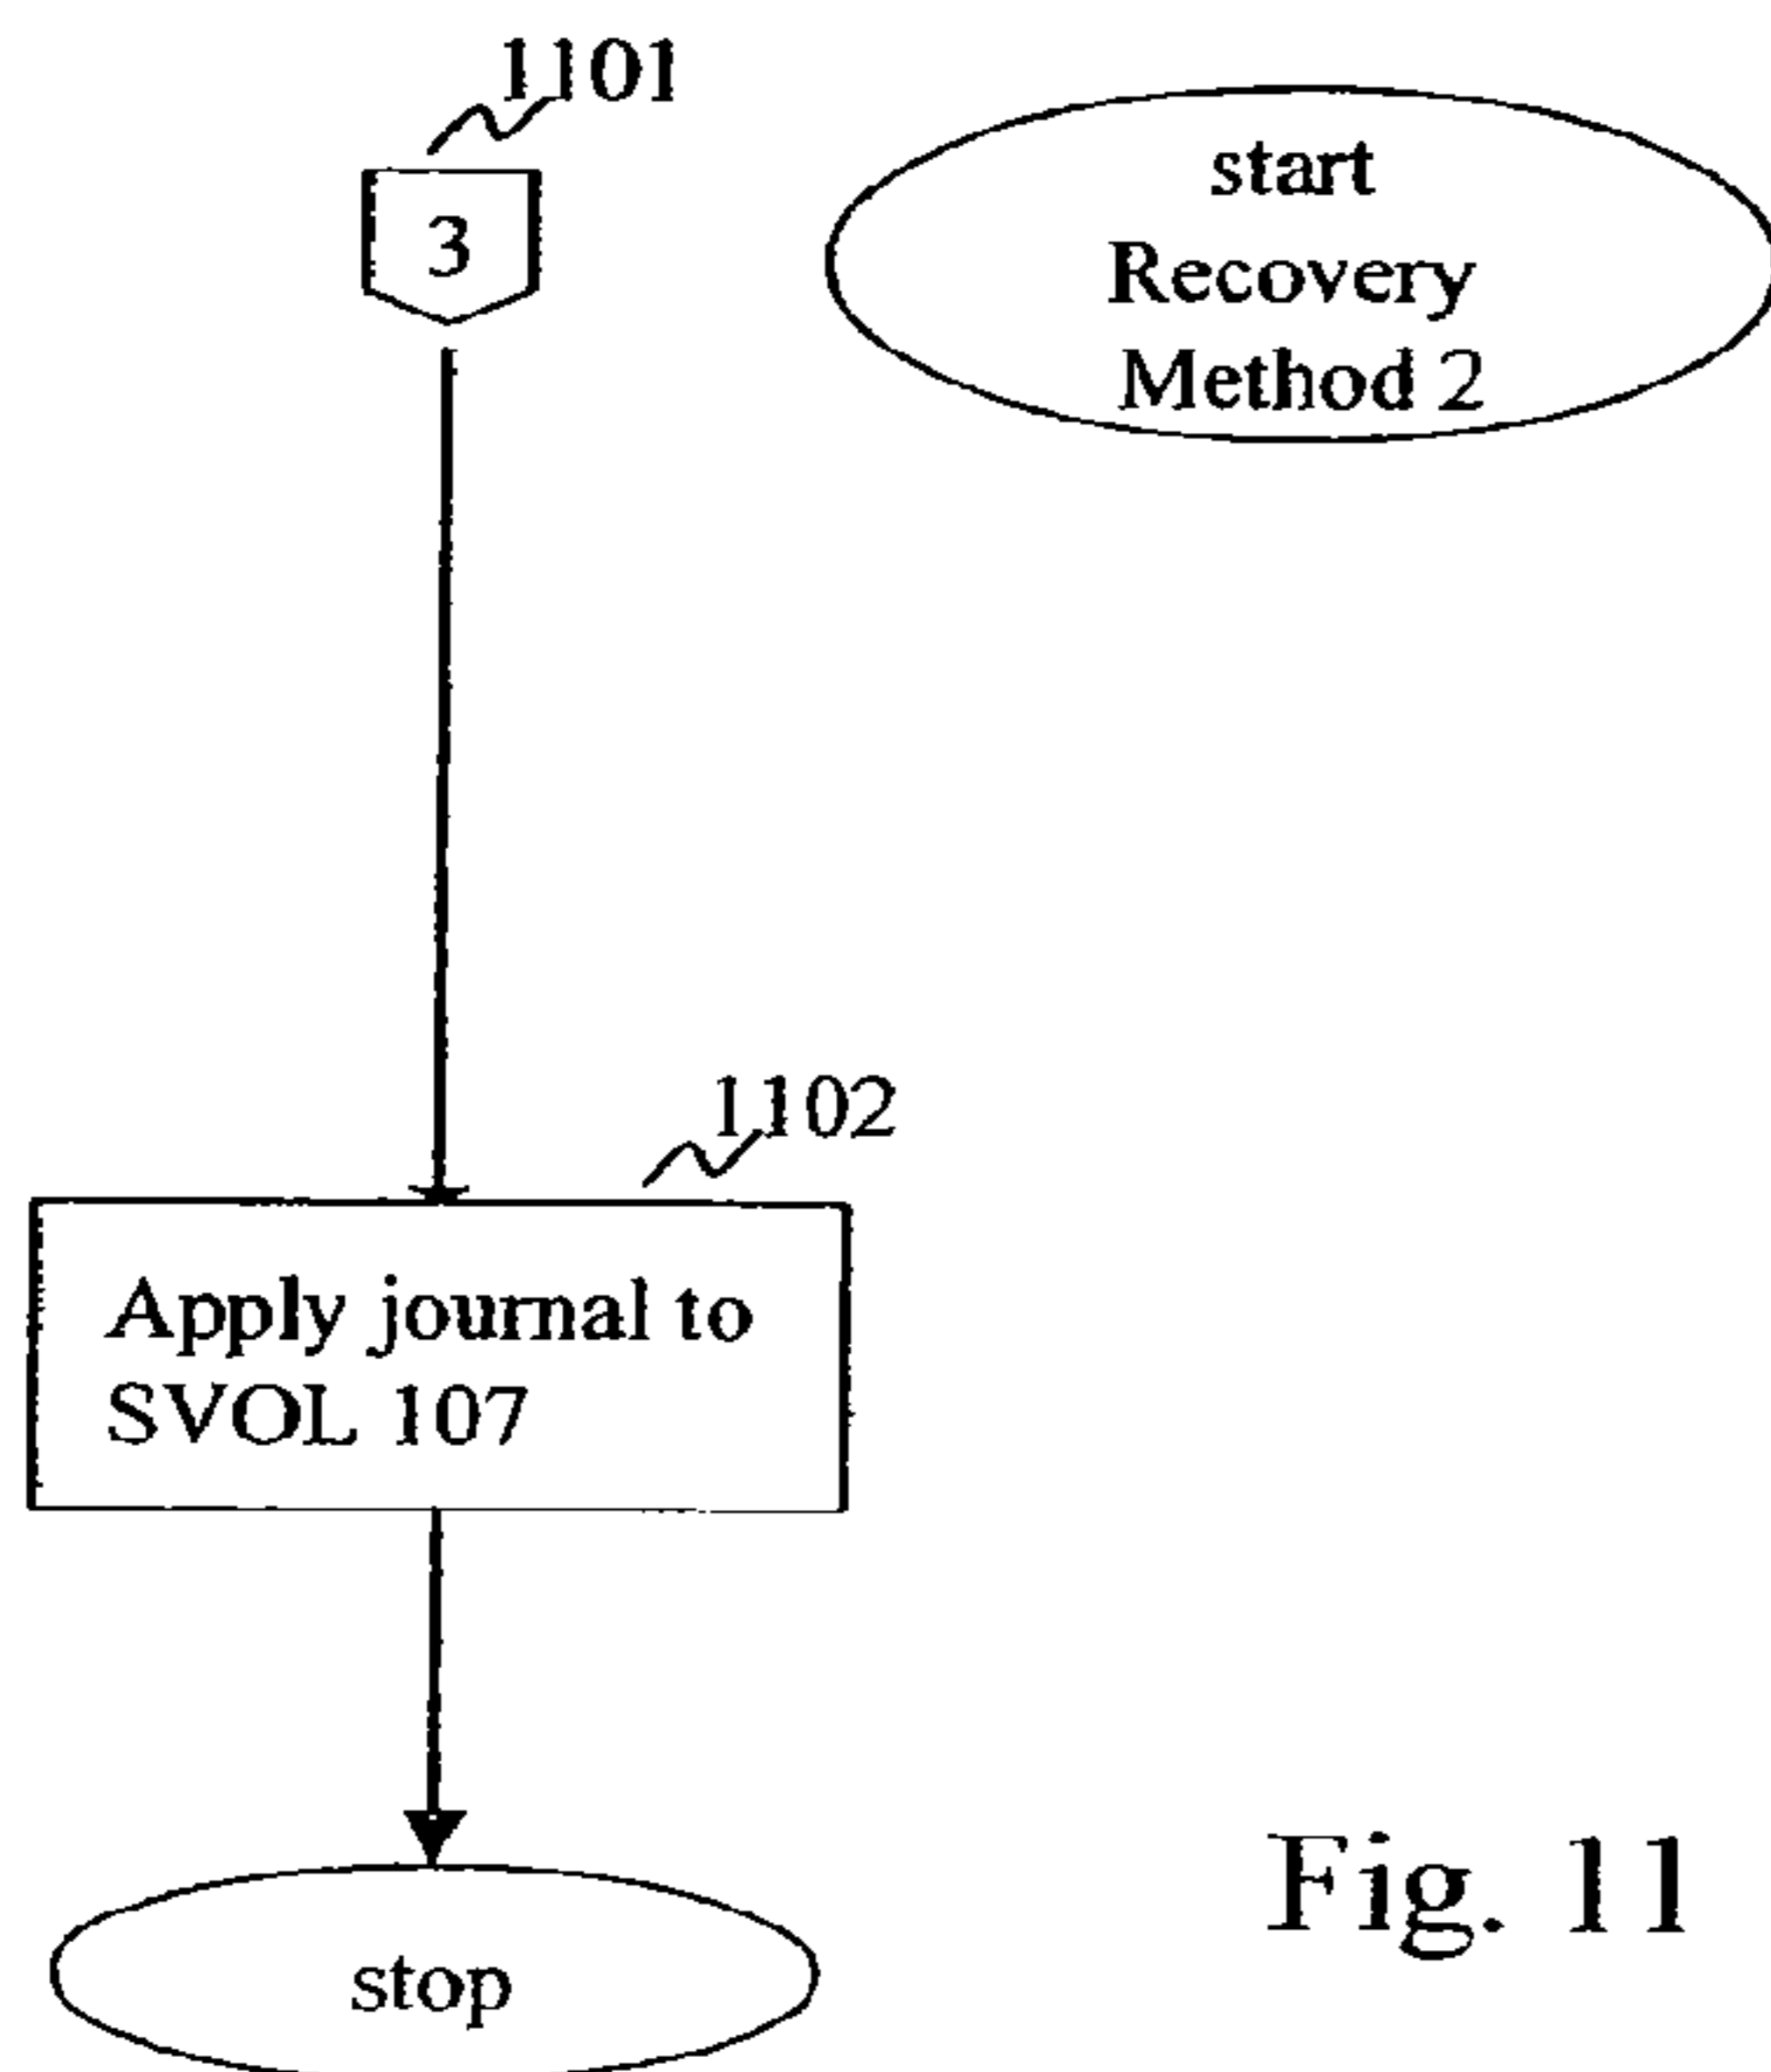 1101
3
start
Recovery
Method 2
1102
Apply journal to
SVOL 107
stop
Fig. 11